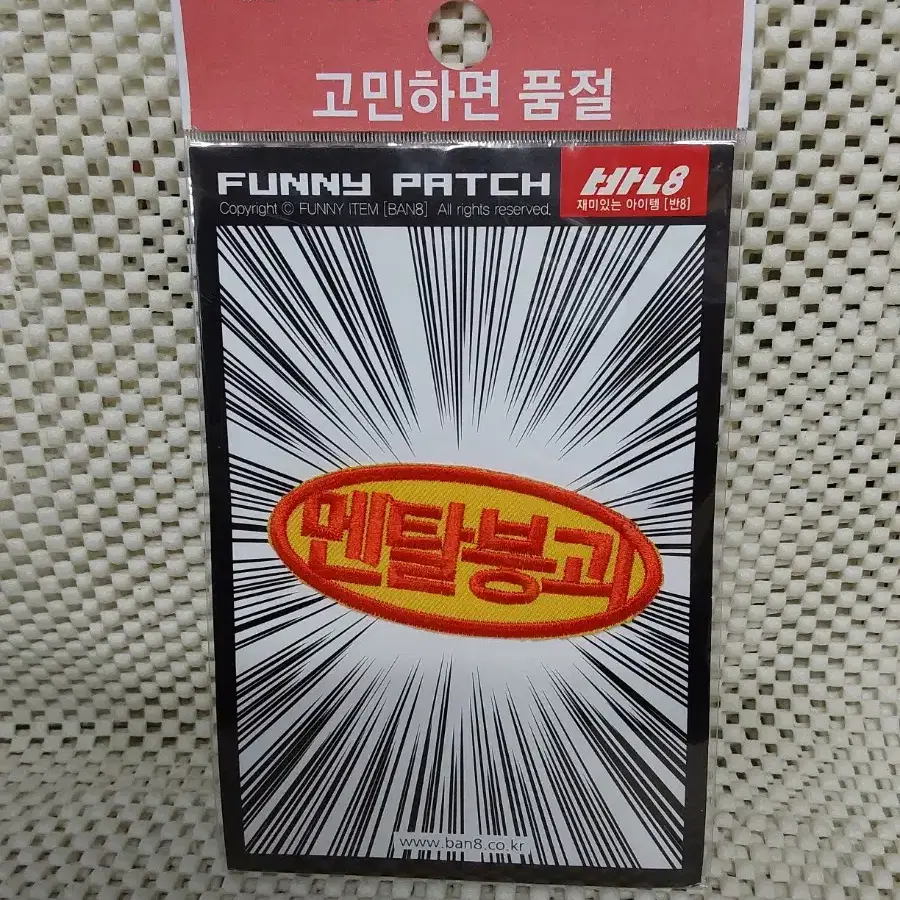 고민하면 품절
FUNNY PATCH
Copyright © FUNNY ITEM [BAN8] All rights reserved.
반8
재미있는 아이템 [반8]
멘탈붕괴
www.ban8.co.kr